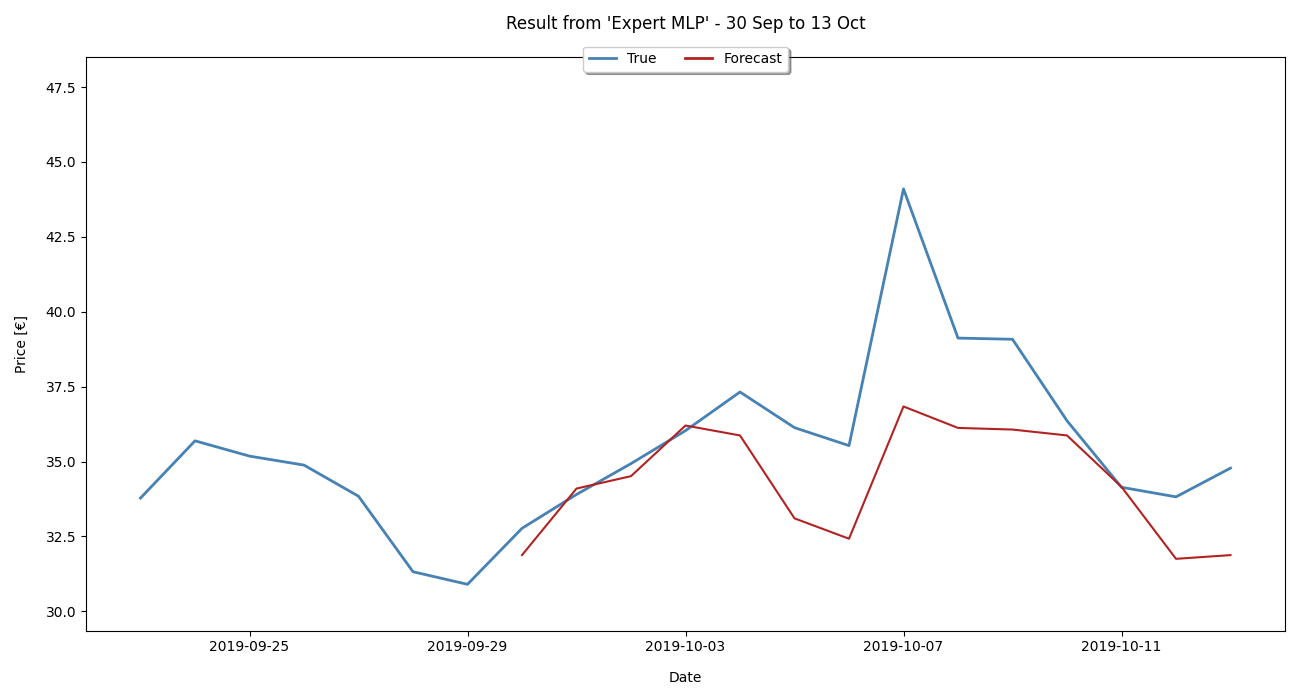 Result from 'Expert MLP' - 30 Sep to 13 Oct
True Forecast
47.5
45.0
42.5
40.0
37.5
35.0
32.5
30.0
Price [€]
2019-09-25 2019-09-29 2019-10-03 2019-10-07 2019-10-11
Date